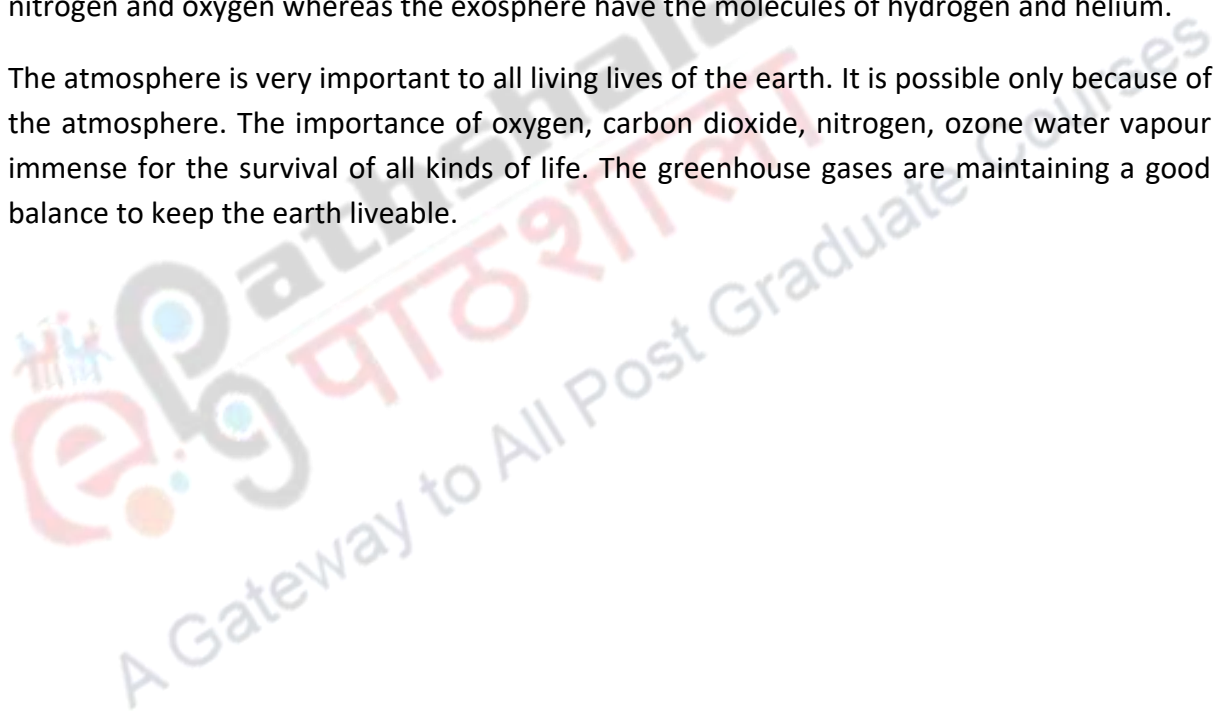 nitrogen and oxygen whereas the exosphere have the molecules of hydrogen and helium.
The atmosphere is very important to all living lives of the earth. It is possible only because of
the atmosphere. The importance of oxygen, carbon dioxide, nitrogen, ozone water vapour
immense for the survival of all kinds of life. The greenhouse gases are maintaining a good
balance to keep the earth liveable.
e
PG Pathshala
पाठशाला
A Gateway to All Post Graduate Courses